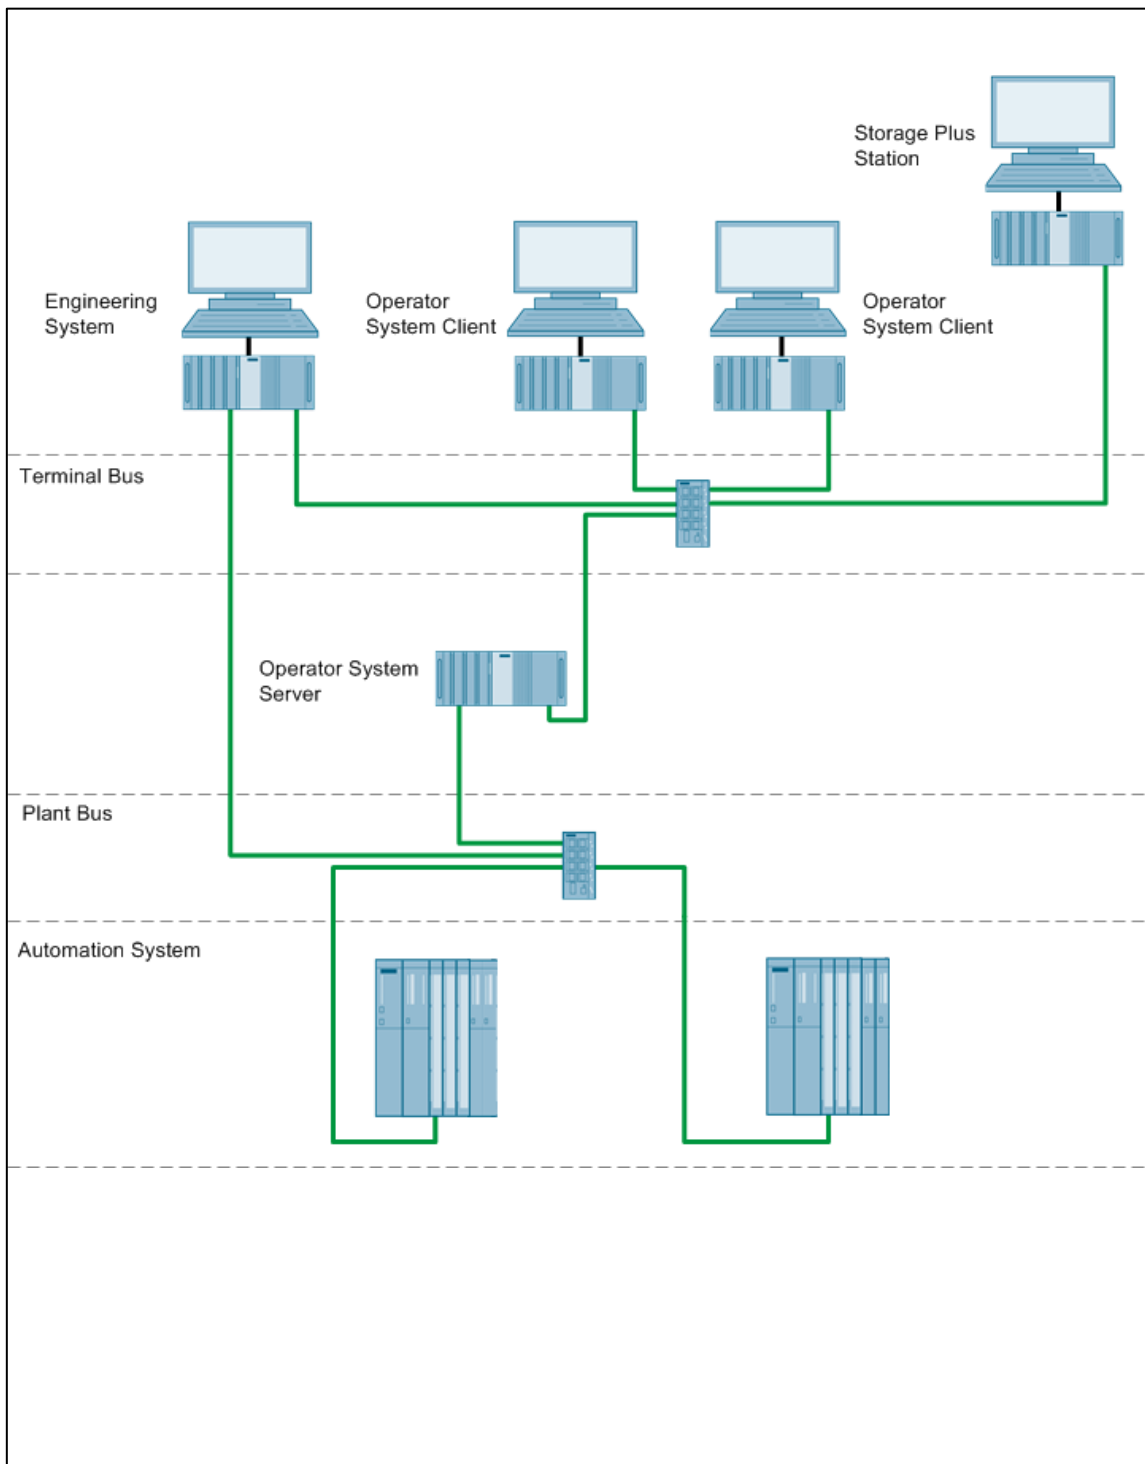 Storage Plus
Station
Engineering
System
Operator
System Client
Operator
System Client
Terminal Bus
Operator System
Server
Plant Bus
Automation System